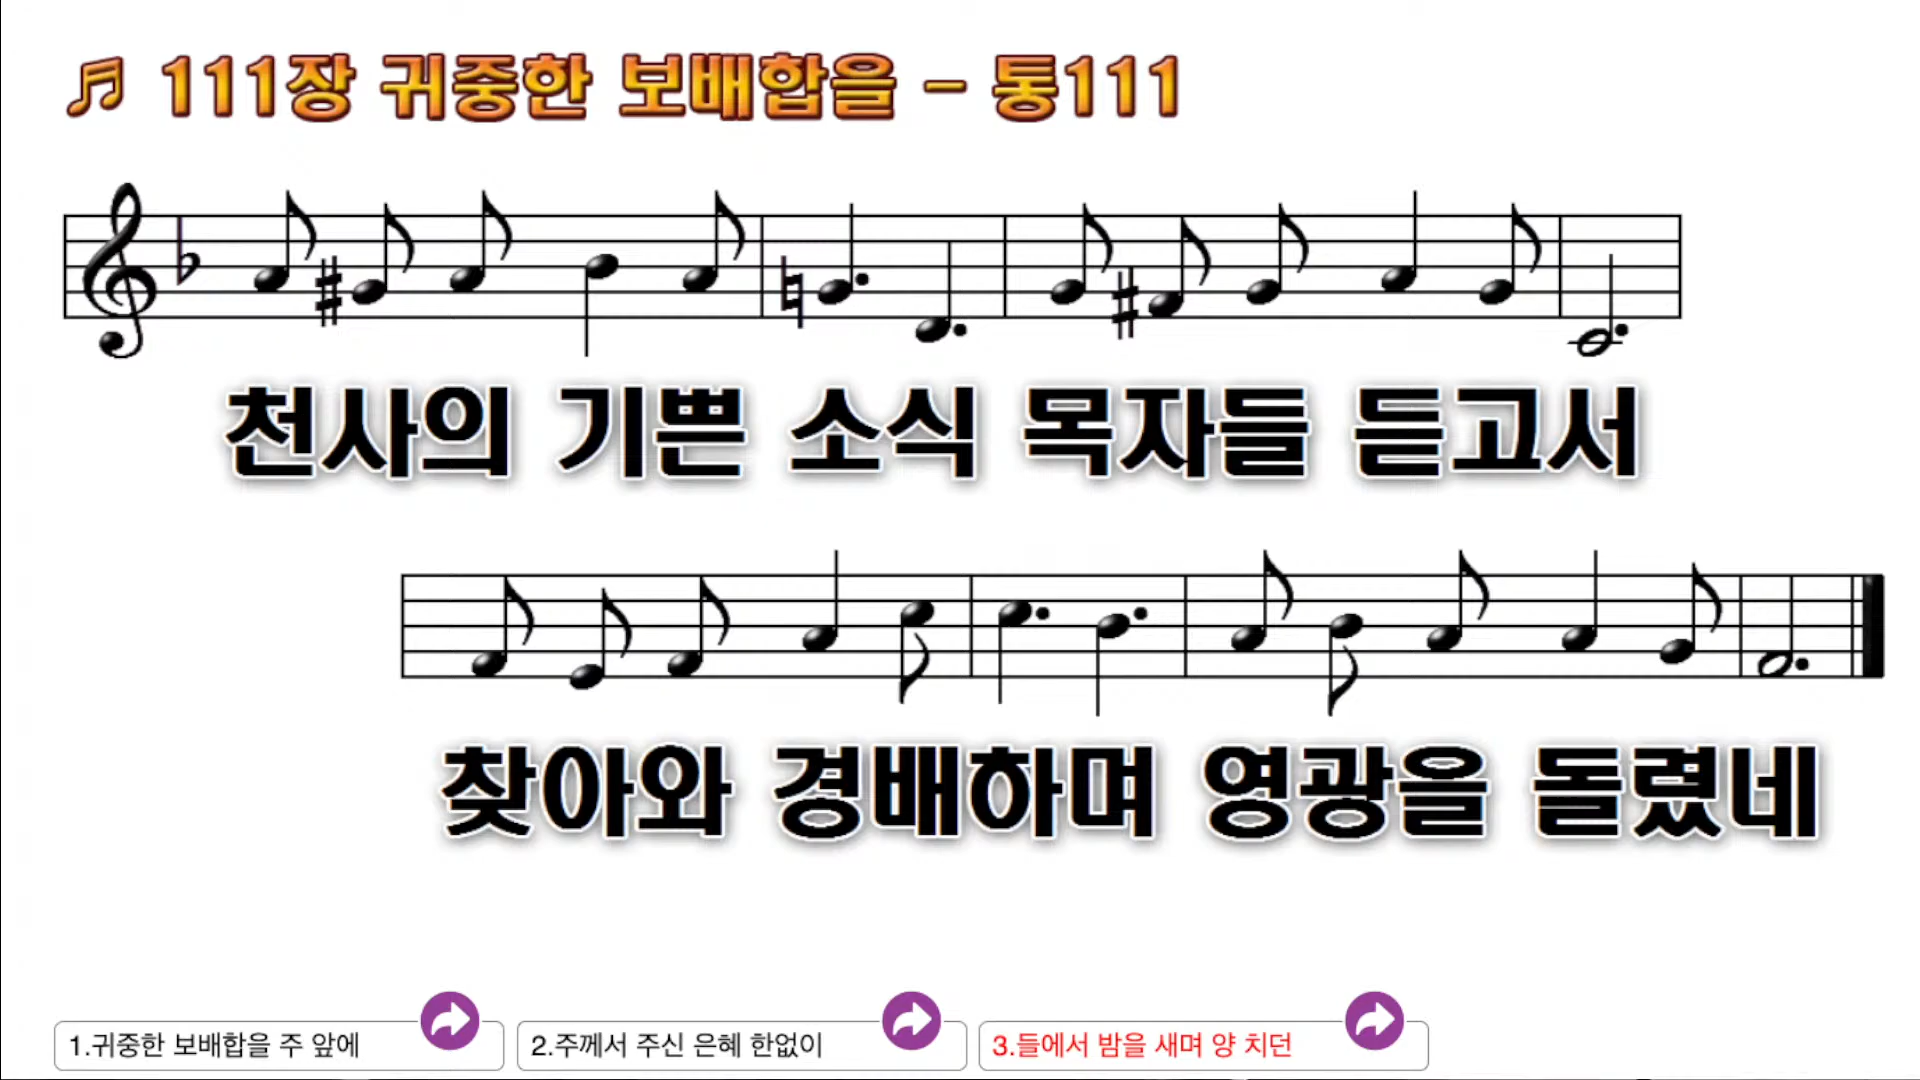 111장 귀중한 보배합을 - 통111
천사의 기쁜 소식 목자들 듣고서
찾아와 경배하며 영광을 돌렸네
1.귀중한 보배합을 주 앞에
2.주께서 주신 은혜 한없이
3.들에서 밤을 새며 양 치던